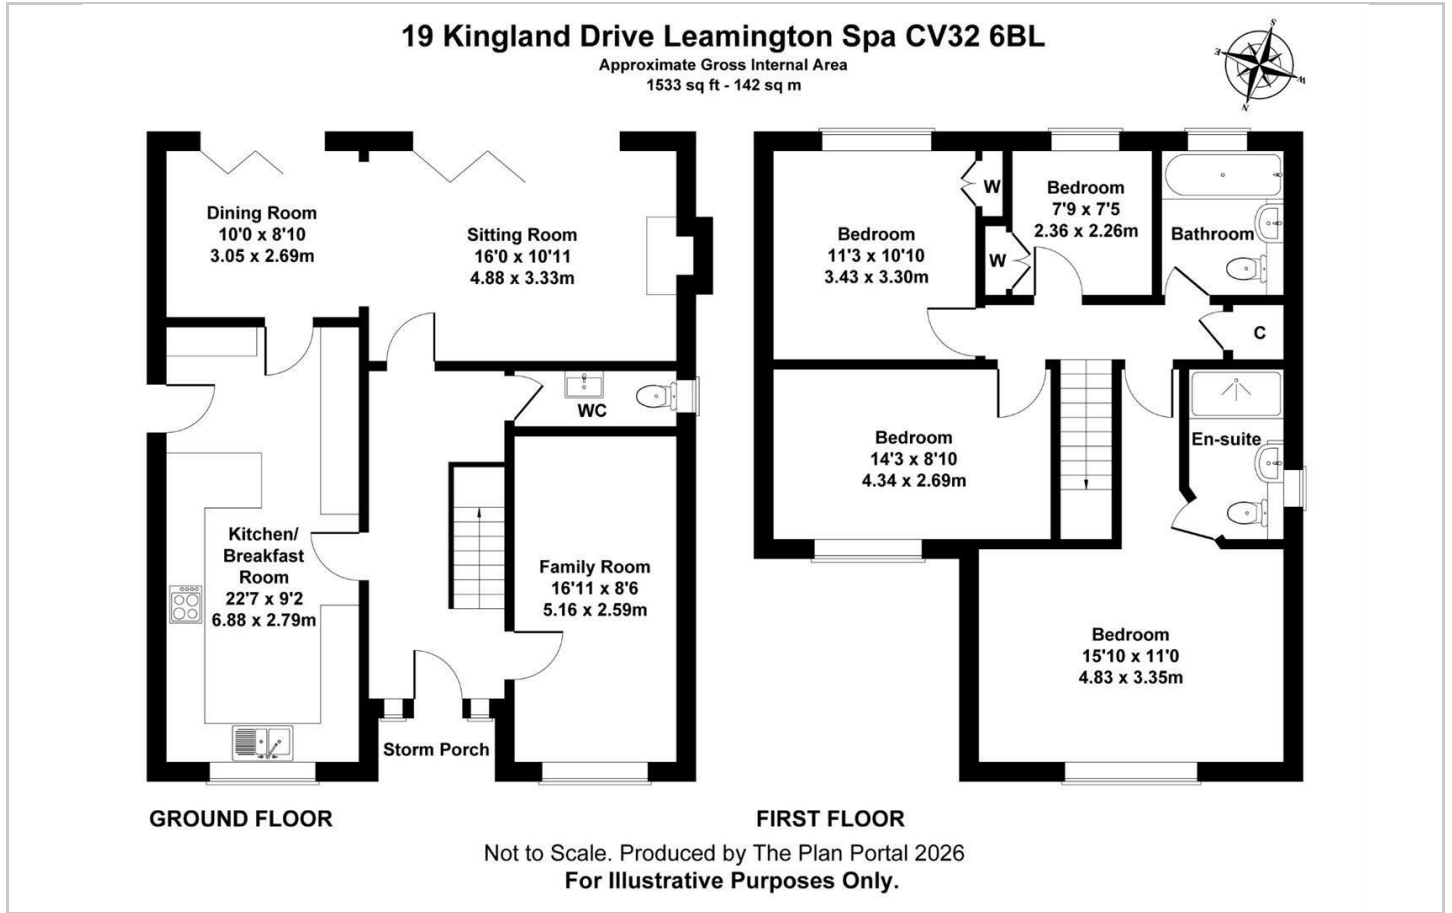 19 Kingland Drive Leamington Spa CV32 6BL
Approximate Gross Internal Area
1533 sq ft - 142 sq m
S
E
W
N
Dining Room
10'0 x 8'10
3.05 x 2.69m
Sitting Room
16'0 x 10'11
4.88 x 3.33m
WC
Kitchen/
Breakfast
Room
22'7 x 9'2
6.88 x 2.79m
Family Room
16'11 x 8'6
5.16 x 2.59m
Storm Porch
GROUND FLOOR
Bedroom
11'3 x 10'10
3.43 x 3.30m
W
W
Bedroom
7'9 x 7'5
2.36 x 2.26m
Bathroom
C
Bedroom
14'3 x 8'10
4.34 x 2.69m
En-suite
Bedroom
15'10 x 11'0
4.83 x 3.35m
FIRST FLOOR
Not to Scale. Produced by The Plan Portal 2026
For Illustrative Purposes Only.